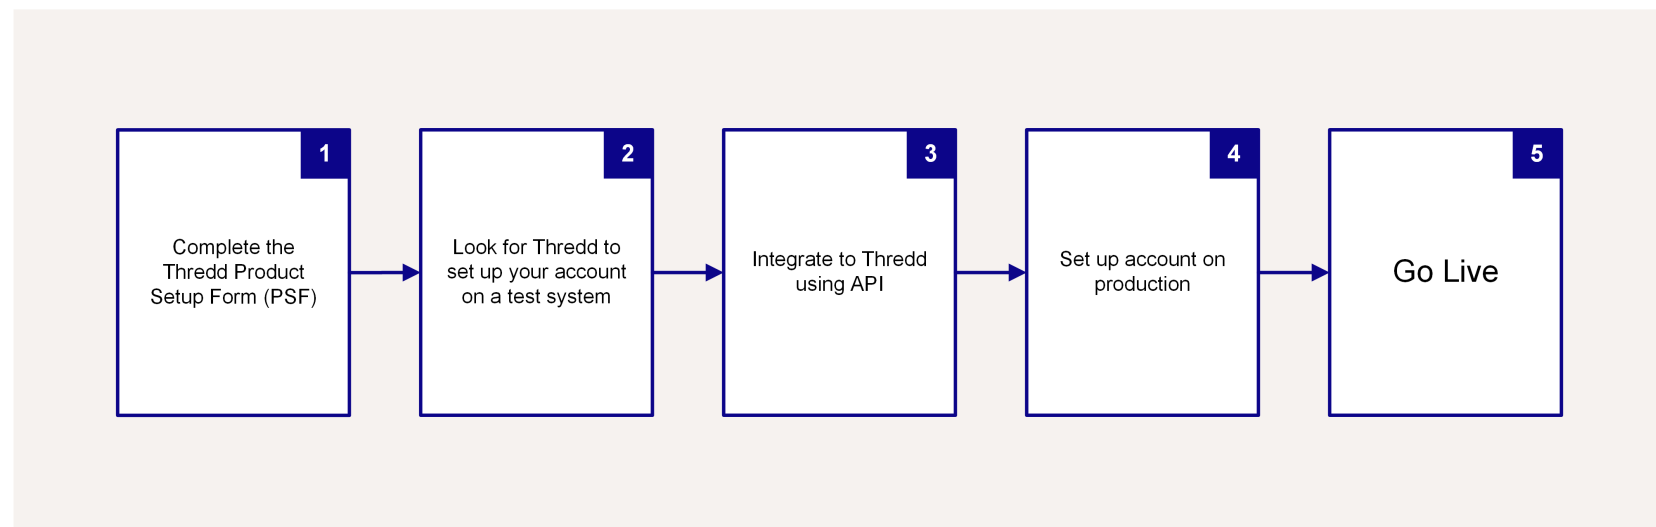 1
Complete the
Thredd Product
Setup Form (PSF)
2
Look for Thredd to
set up your account
on a test system
3
Integrate to Thredd
using API
4
Set up account on
production
5
Go Live